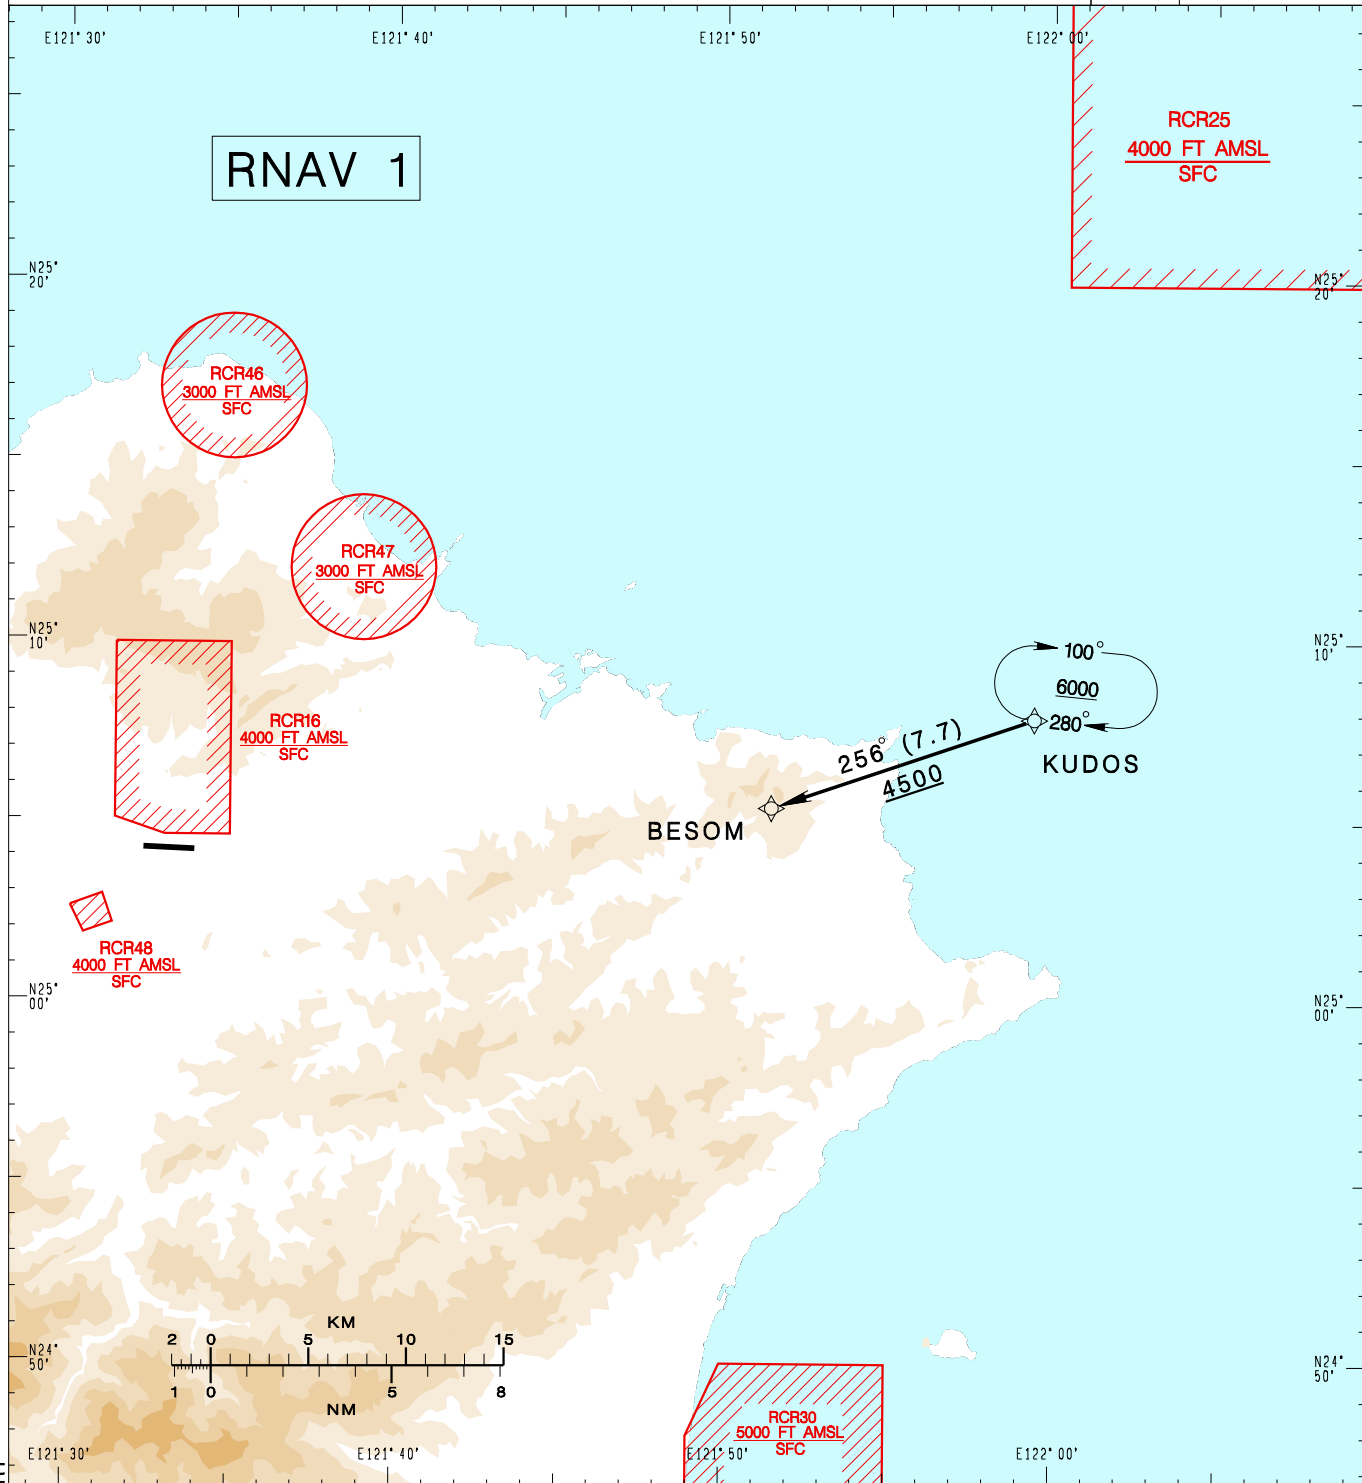 E121°30'
E121°40'
E121°50'
E122°00'
RCR25
4000 FT AMSL
SFC
RNAV 1
N25°
20'
N25°
20'
RCR46
3000 FT AMSL
SFC
RCR47
3000 FT AMSL
SFC
N25°
10'
N25°
10'
100°
6000
280°
KUDOS
256° (7.7)
4500
BESOM
RCR16
4000 FT AMSL
SFC
RCR48
4000 FT AMSL
SFC
N25°
00'
N25°
00'
KM
2 0 5 10 15
1 0 5 8
NM
N24°
50'
N24°
50'
RCR30
5000 FT AMSL
SFC
E121°30'
E121°40'
E121°50'
E122°00'